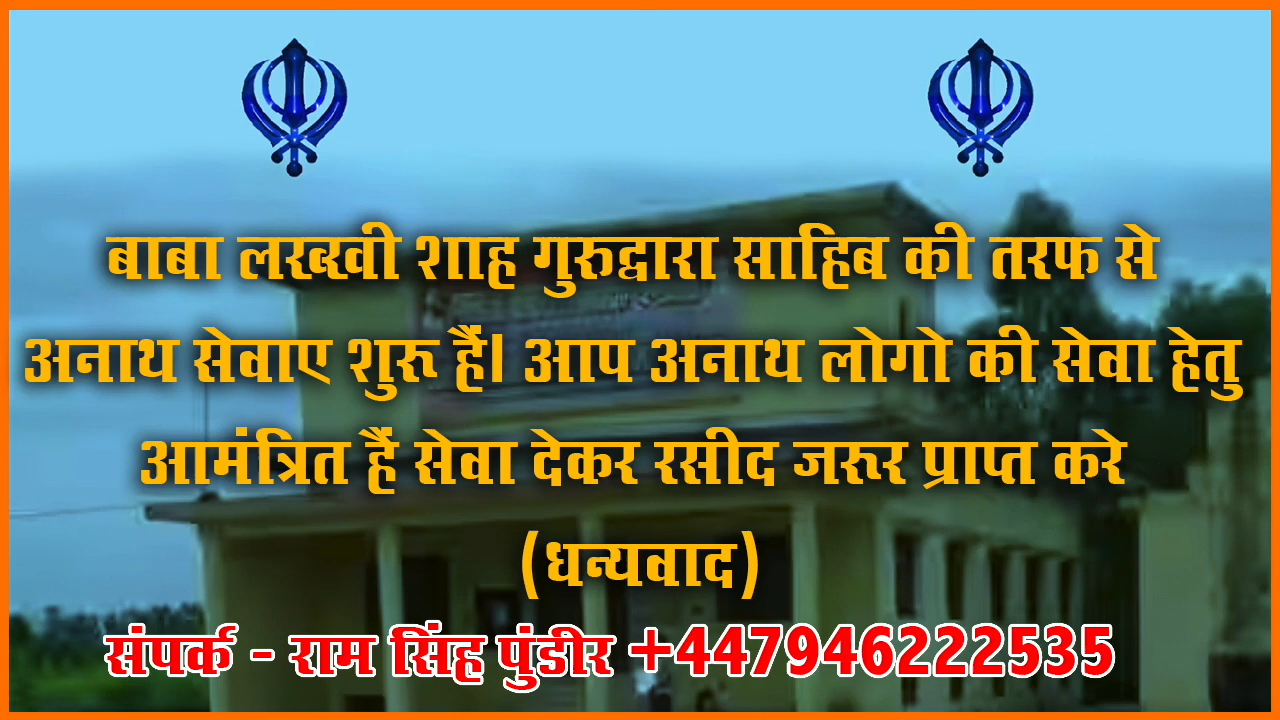 बाबा लख्खी शाह गुरुद्वारा साहिब की तरफ से
अनाथ सेवाए शुरू हैं। आप अनाथ लोगो की सेवा हेतु
आमंत्रित हैं सेवा देकर रसीद जरूर प्राप्त करे
(धन्यवाद)
संपर्क - राम सिंह पुंडीर +447946222535